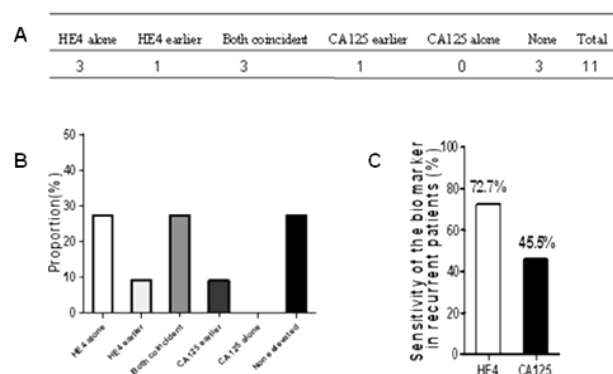 A
HE4 alone HE4 earlier Both coincident CA125 earlier CA125 alone None Total
3 1 3 1 0 3 11
B
Proportion(%)
50
40
30
20
10
0
HE4 alone
HE4 earlier
Both coincident
CA125 earlier
CA125 alone
None elevated
C
Sensitivity of the biomarker
in recurrent patients (%)
100
80
60
40
20
0
72.7%
45.5%
HE4 CA125